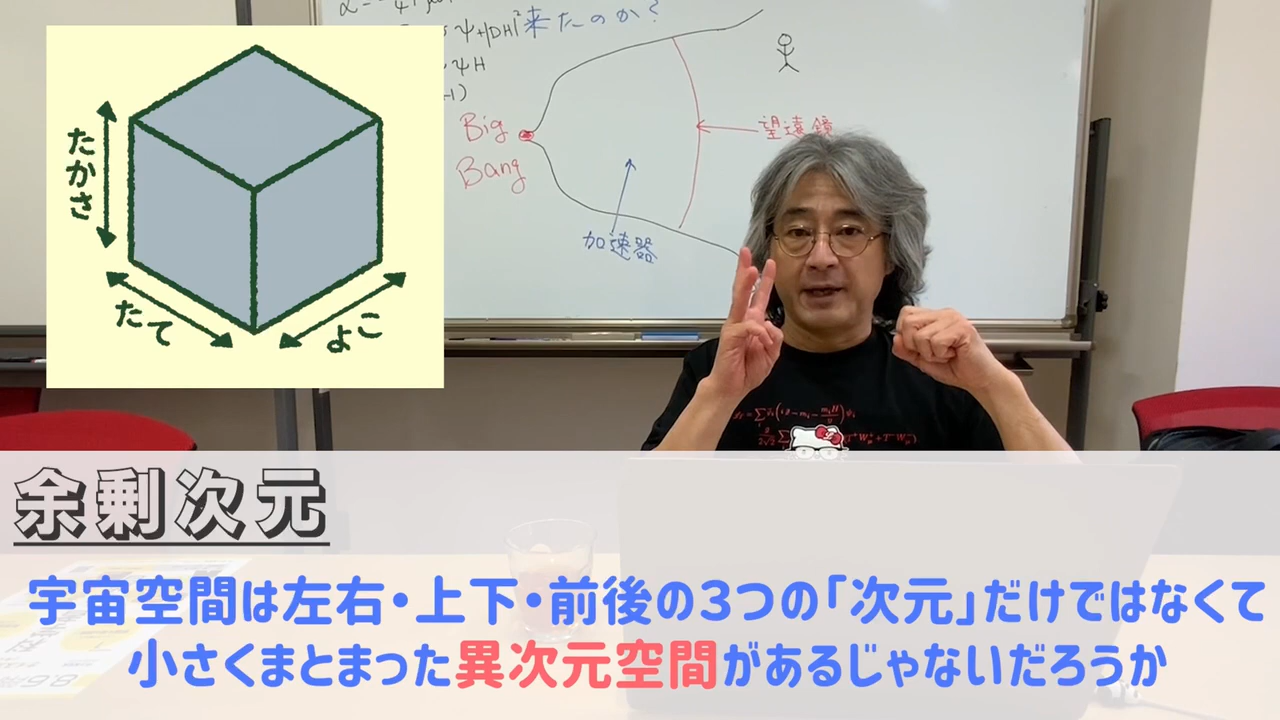 来たのか?
ψ+|DH|²
ψH
Big
Bang
望遠鏡
加速器
たかさ
たて
よこ
余剰次元
宇宙空間は左右・上下・前後の3つの「次元」だけではなくて
小さくまとまった異次元空間があるじゃないだろうか